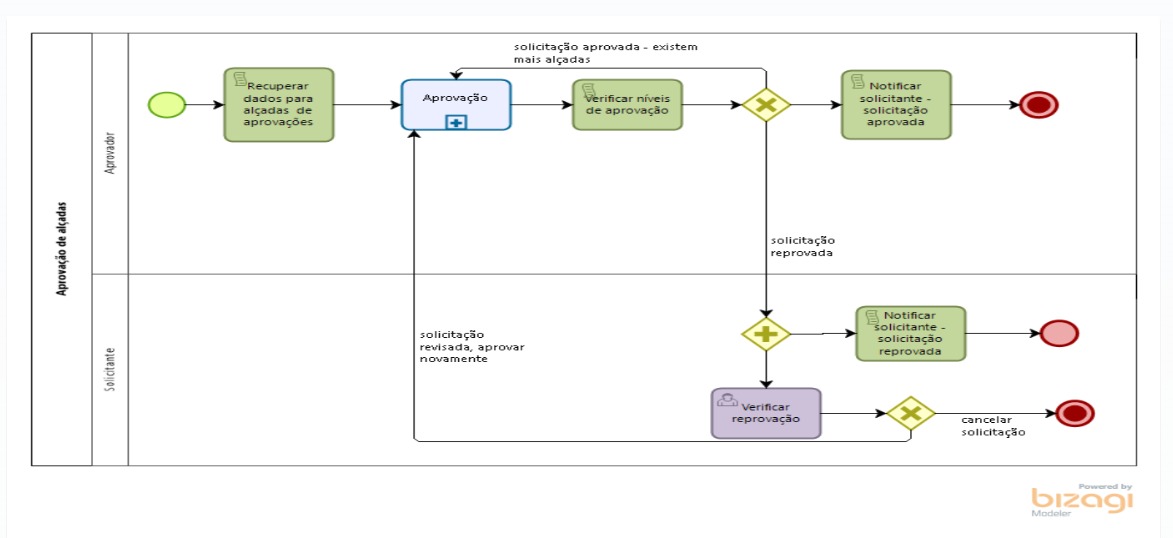 Aprovação de alçadas
Aprovador
solicitação aprovada - existem
mais alçadas
Recuperar
dados para
alçadas de
aprovações
Aprovação
Verificar níveis
de aprovação
Notificar
solicitante -
solicitação
aprovada
solicitação
reprovada
Solicitante
solicitação
revisada, aprovar
novamente
Notificar
solicitante -
solicitação
reprovada
Verificar
reprovação
cancelar
solicitação
Powered by
bizagi
Modeler